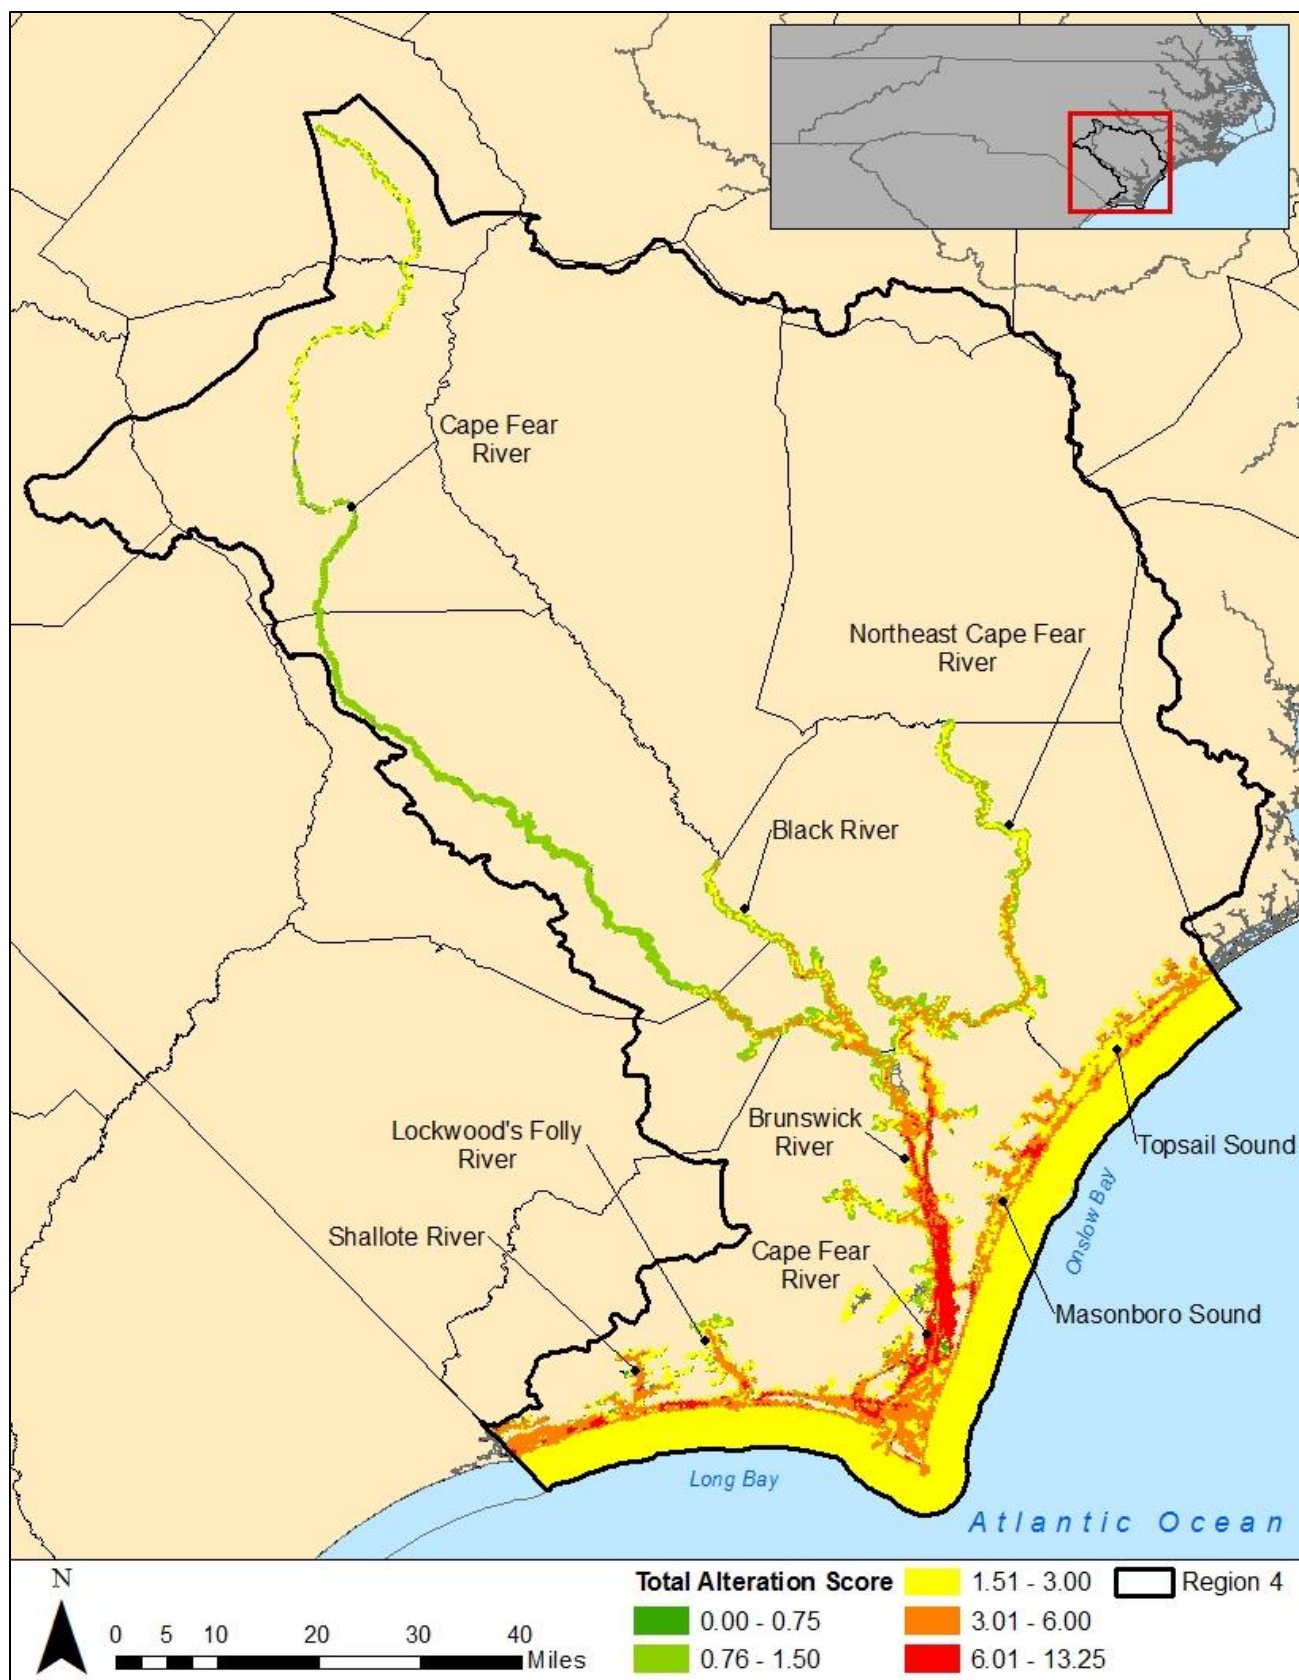 Cape Fear
River
Northeast Cape Fear
River
Black River
Lockwood's Folly
River
Brunswick
River
Topsail Sound
Onslow Bay
Shallote River
Cape Fear
River
Masonboro Sound
Long Bay
Atlantic Ocean
N
0 5 10 20 30 40
Miles
Total Alteration Score
0.00 - 0.75
0.76 - 1.50
1.51 - 3.00
3.01 - 6.00
6.01 - 13.25
Region 4